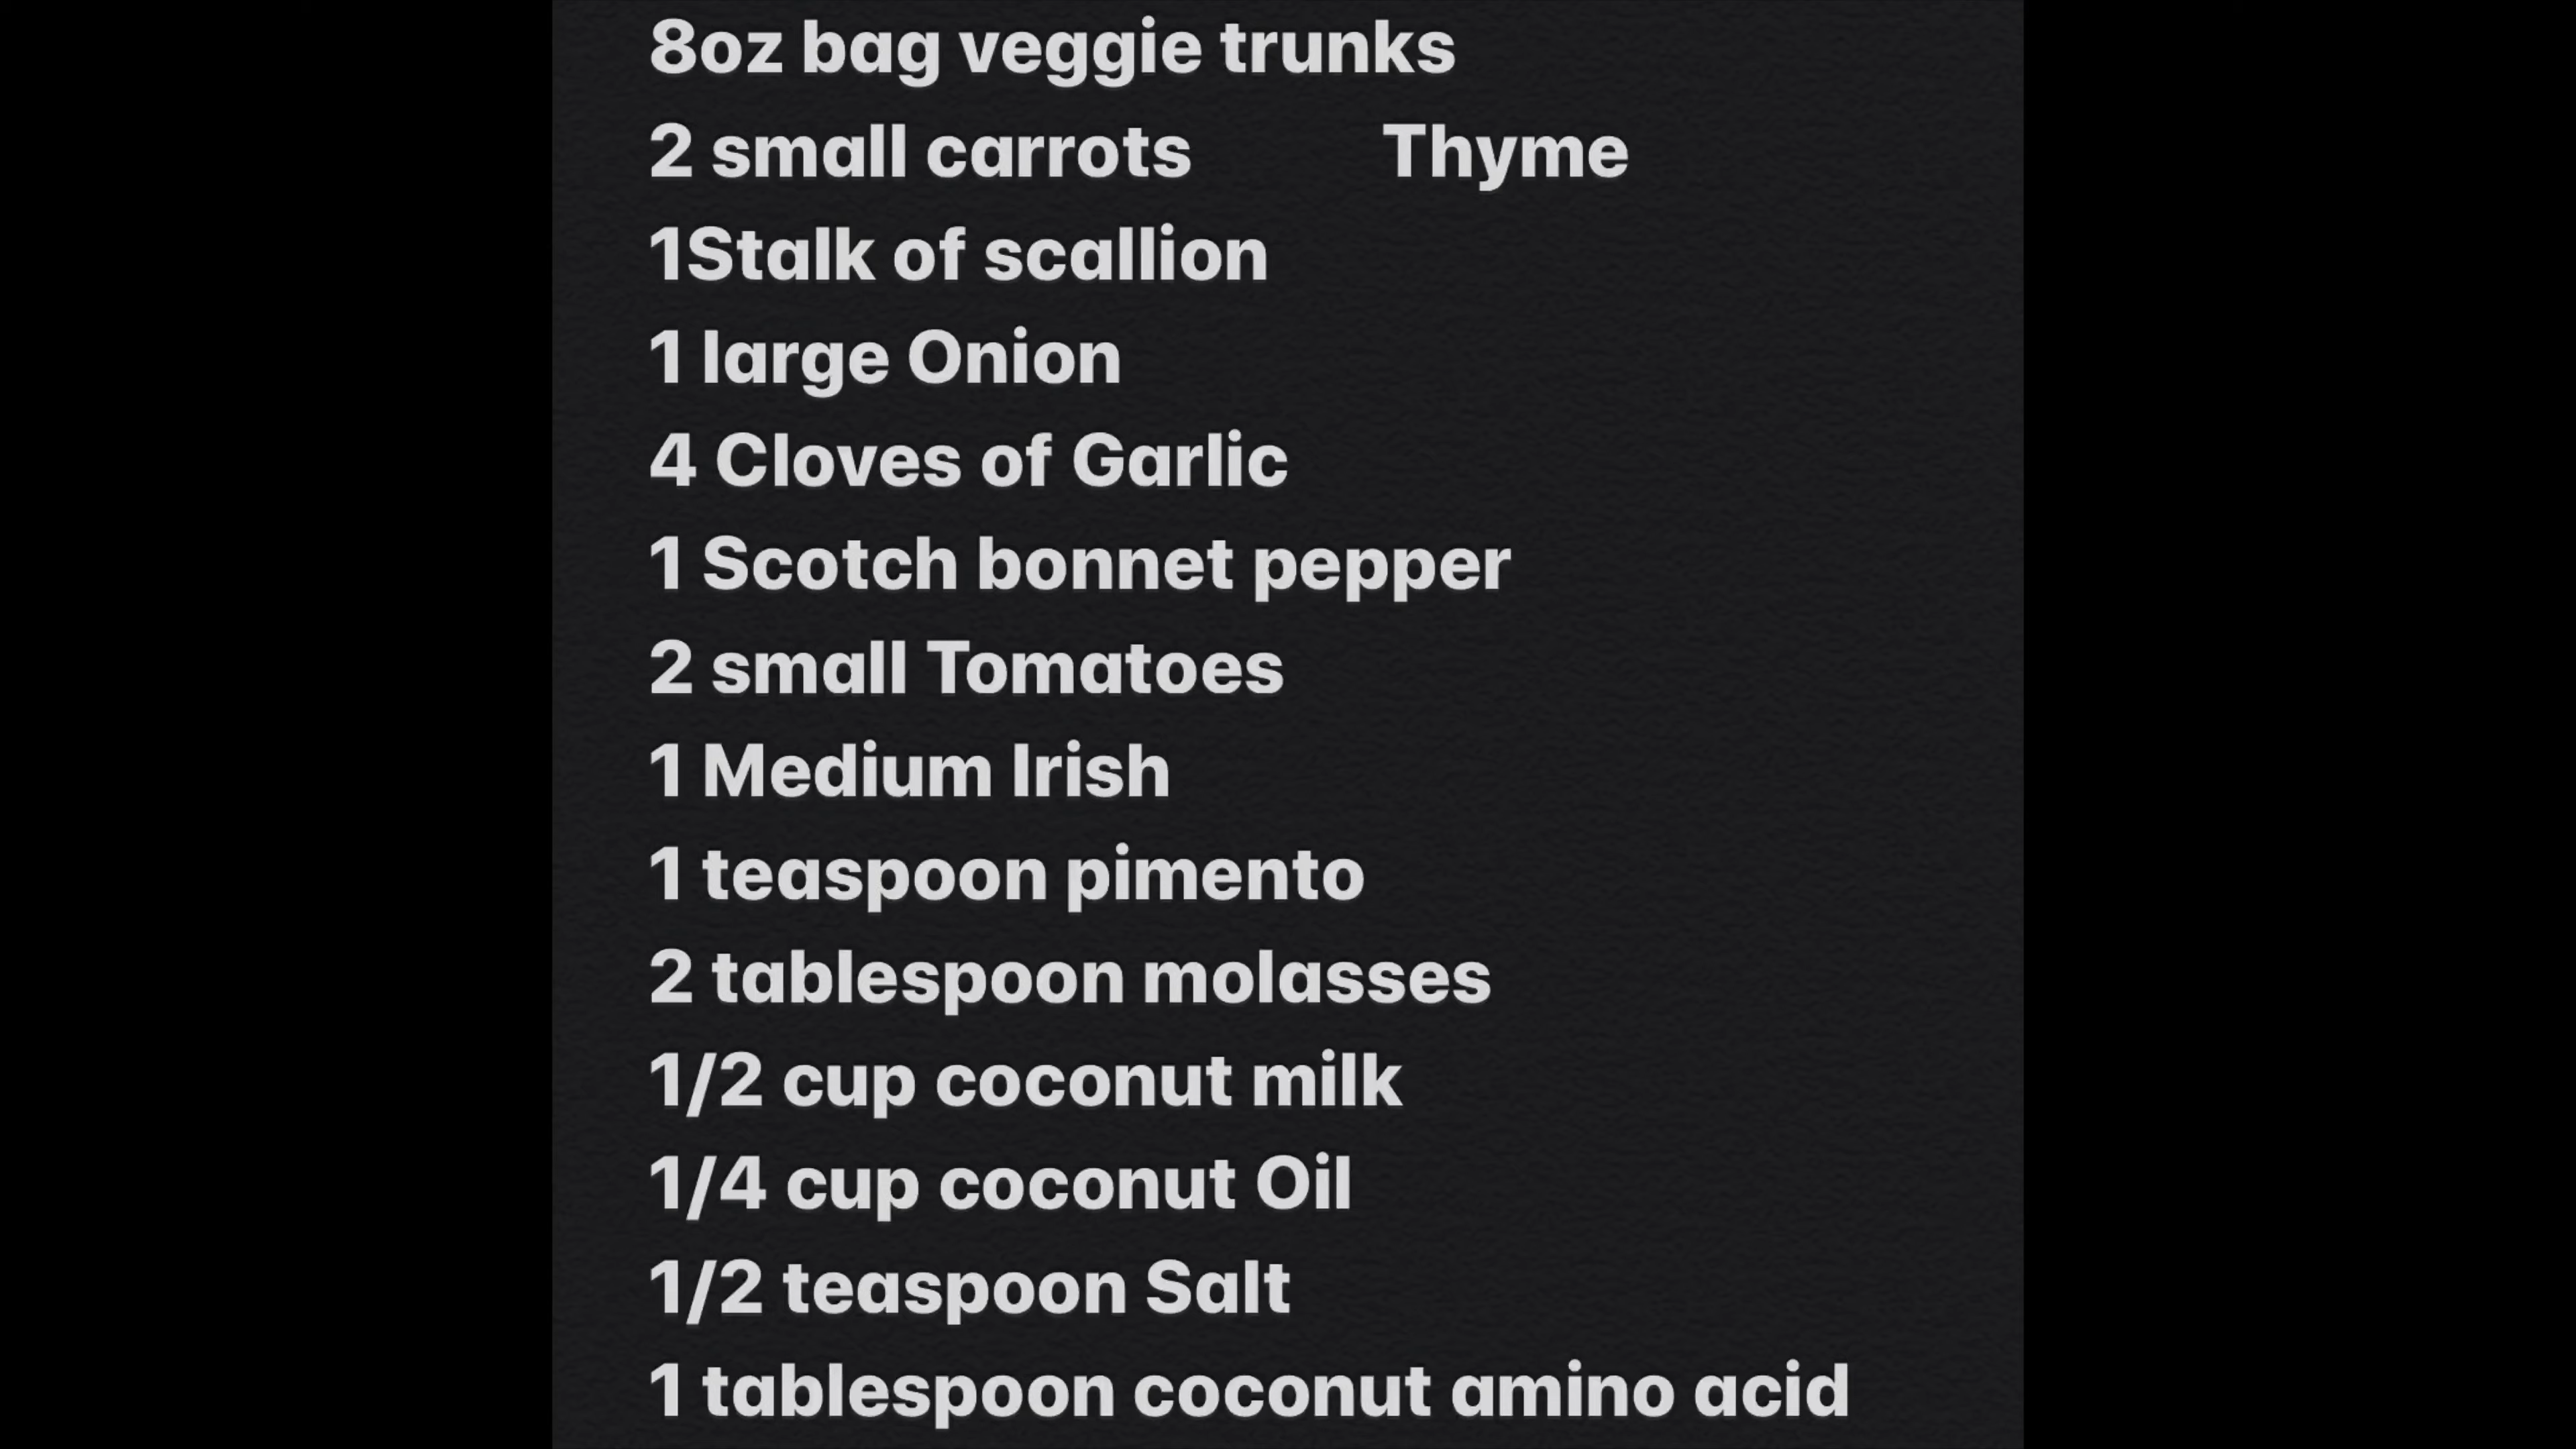 8oz bag veggie trunks
2 small carrots Thyme
1Stalk of scallion
1 large Onion
4 Cloves of Garlic
1 Scotch bonnet pepper
2 small Tomatoes
1 Medium Irish
1 teaspoon pimento
2 tablespoon molasses
1/2 cup coconut milk
1/4 cup coconut Oil
1/2 teaspoon Salt
1 tablespoon coconut amino acid